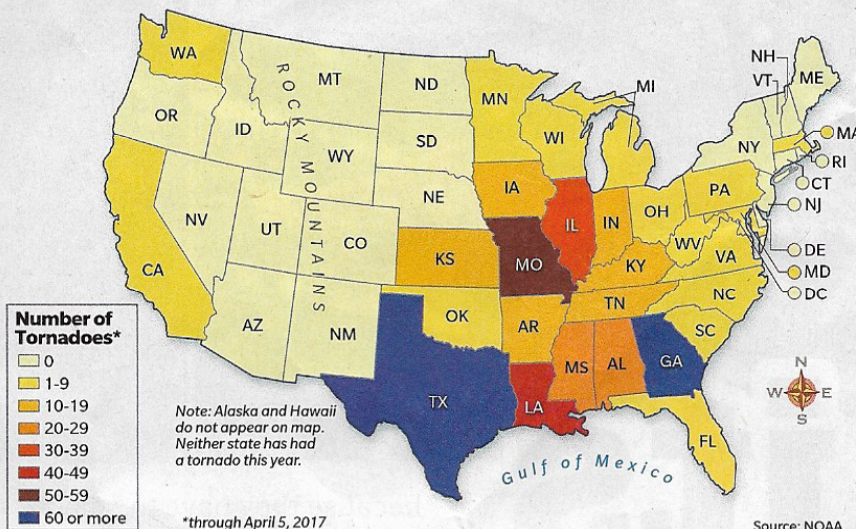 WA
MT
ND
MN
MI
NH
VT
ME
OR
ID
WY
SD
WI
NY
MA
RI
CT
NJ
NV
UT
CO
NE
IA
IL
IN
OH
PA
DE
MD
DC
CA
AZ
NM
KS
MO
KY
WV
VA
OK
AR
TN
NC
SC
TX
LA
MS
AL
GA
FL
ROCKY MOUNTAINS
Gulf of Mexico
N
W E
S
Number of
Tornadoes*
0
1-9
10-19
20-29
30-39
40-49
50-59
60 or more
Note: Alaska and Hawaii
do not appear on map.
Neither state has had
a tornado this year.
*through April 5, 2017
Source: NOAA